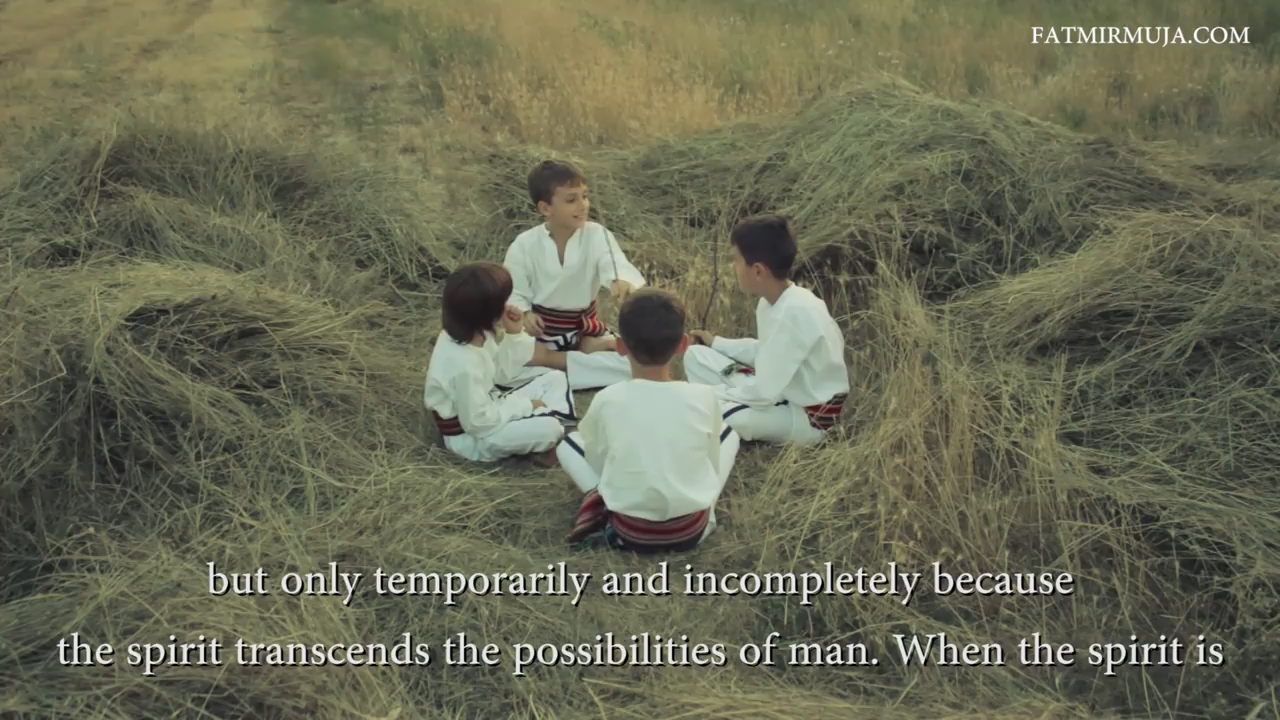 FATMIRMUJA.COM
but only temporarily and incompletely because
the spirit transcends the possibilities of man. When the spirit is